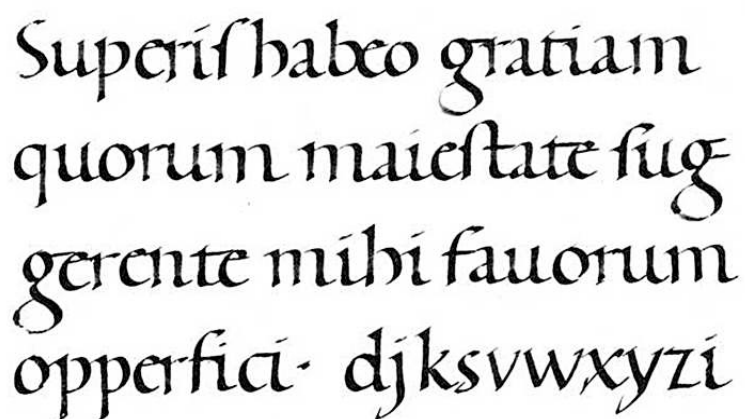 Superiſ habeo gratiam
quorum maieſtate ſug
gerente mihi fauorum
opperfici· djksvwxyzi